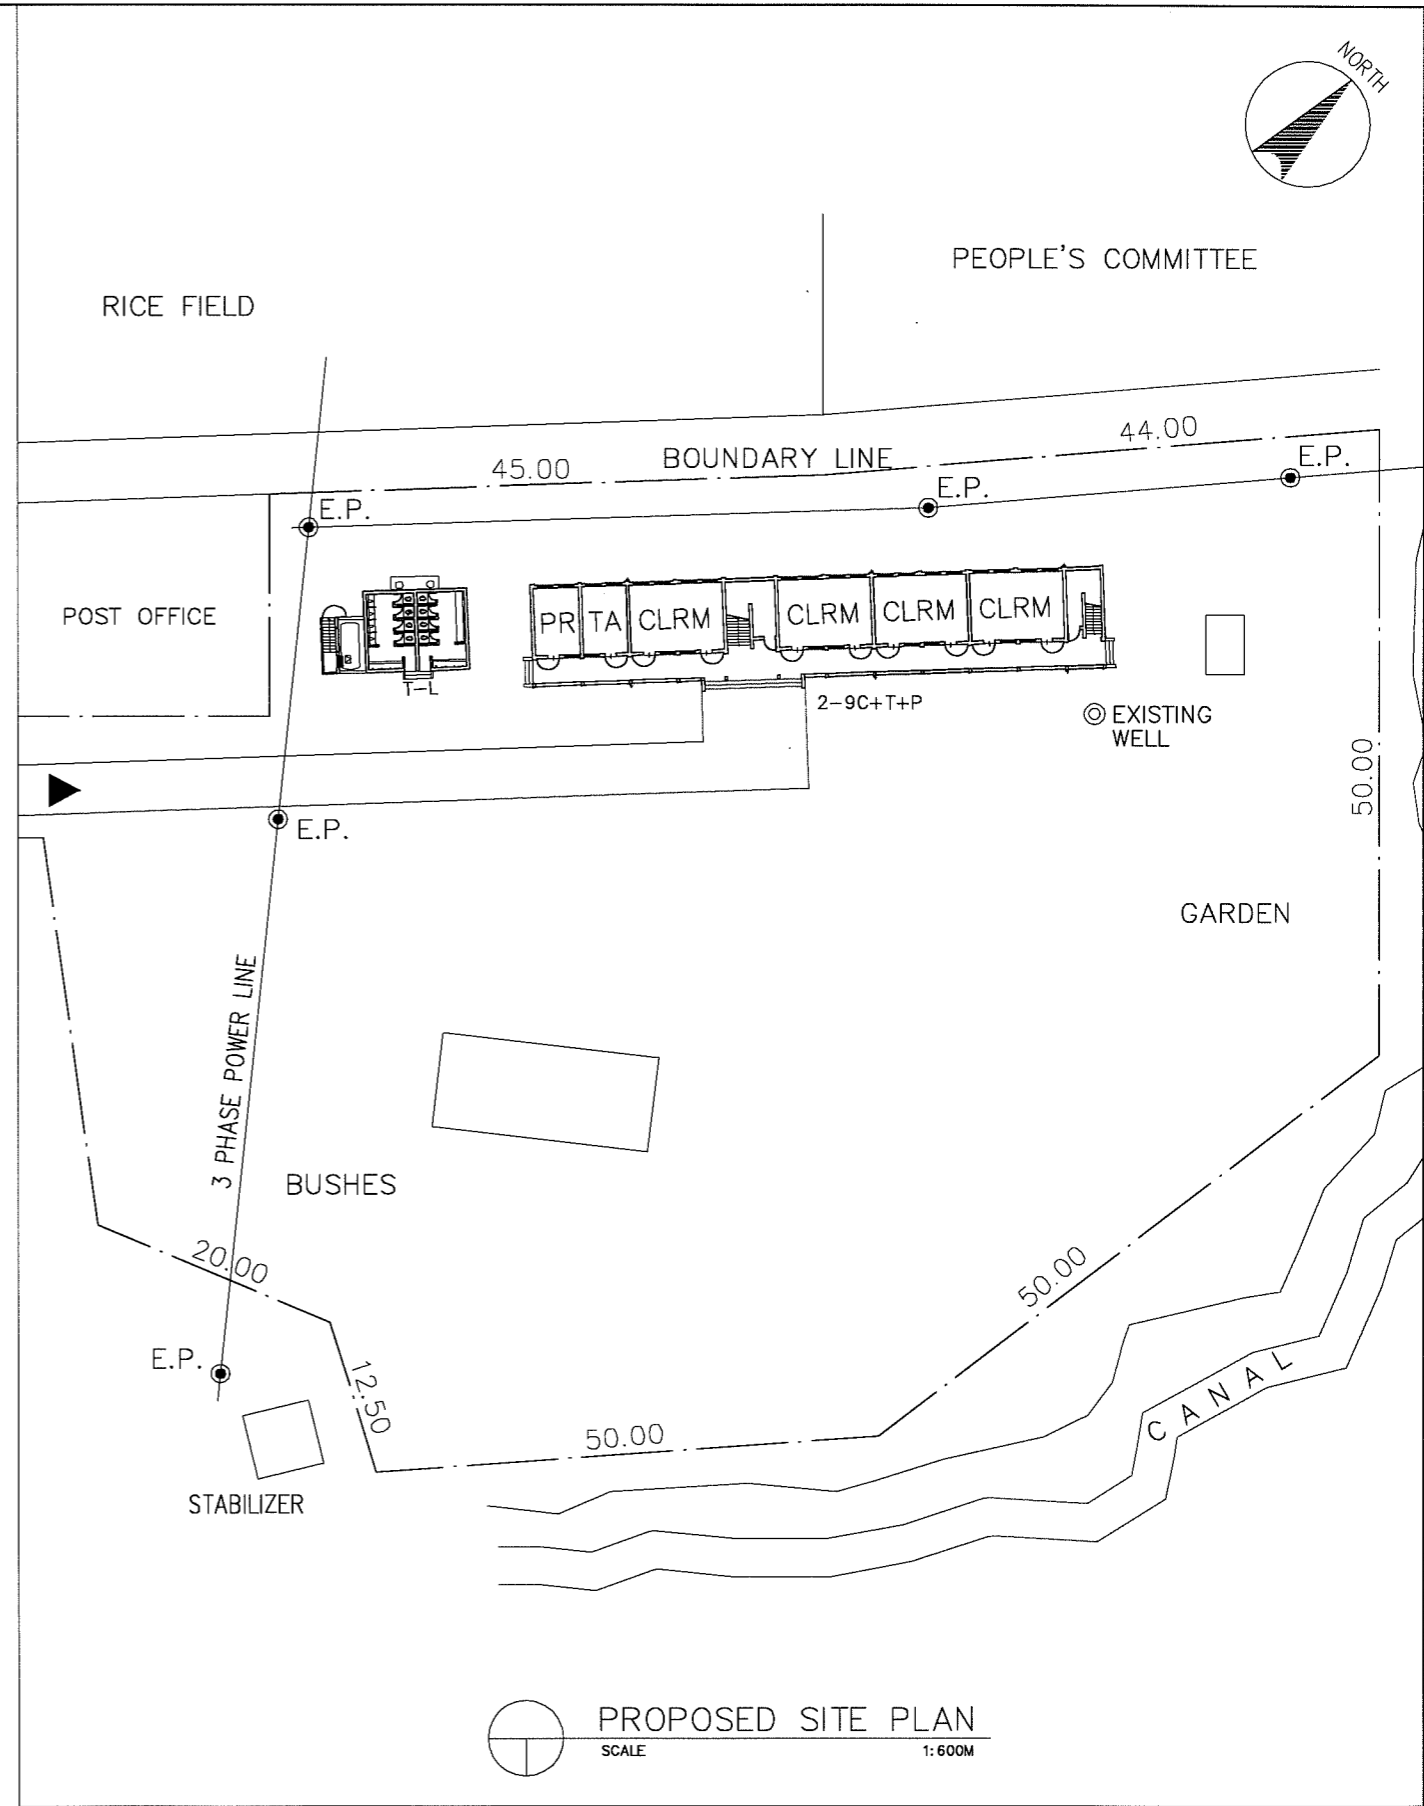 NORTH
PEOPLE'S COMMITTEE
RICE FIELD
44.00
BOUNDARY LINE
45.00
E.P.
E.P.
E.P.
POST OFFICE
PR
TA
CLRM
CLRM
CLRM
CLRM
T-L
2-9C+T+P
EXISTING
WELL
50.00
E.P.
GARDEN
3 PHASE POWER LINE
BUSHES
20.00
50.00
E.P.
12.50
50.00
CANAL
STABILIZER
PROPOSED SITE PLAN
SCALE 1:600M